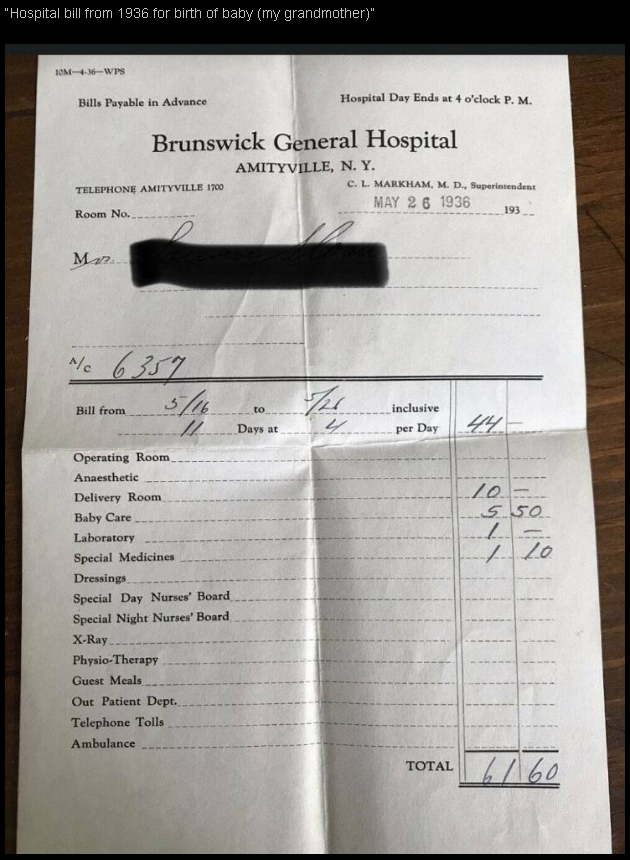 "Hospital bill from 1936 for birth of baby (my grandmother)"
10M—4-36—WPS
Bills Payable in Advance Hospital Day Ends at 4 o'clock P. M.
Brunswick General Hospital
AMITYVILLE, N. Y.
TELEPHONE AMITYVILLE 1700 C. L. MARKHAM, M. D., Superintendent
Room No. MAY 26 1936 193
Mrs.
A/c 6357
Bill from 5/16 to 5/26 inclusive
11 Days at 4 per Day 44 —
Operating Room
Anaesthetic
Delivery Room 10 —
Baby Care 5 50
Laboratory 1 —
Special Medicines 1 10
Dressings
Special Day Nurses' Board
Special Night Nurses' Board
X-Ray
Physio-Therapy
Guest Meals
Out Patient Dept.
Telephone Tolls
Ambulance
TOTAL 61 60